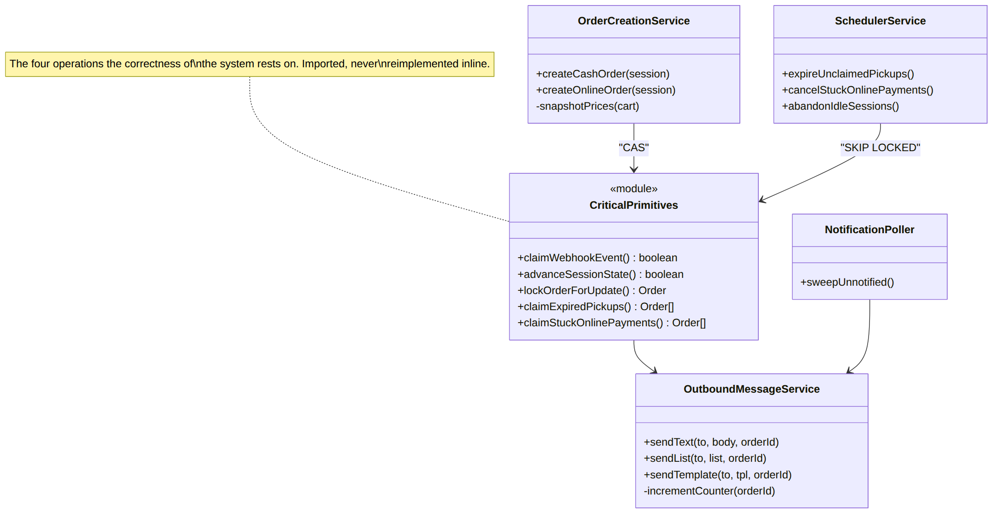 OrderCreationService
+createCashOrder(session)
+createOnlineOrder(session)
-snapshotPrices(cart)
SchedulerService
+expireUnclaimedPickups()
+cancelStuckOnlinePayments()
+abandonIdleSessions()
The four operations the correctness of\nthe system rests on. Imported, never\nreimplemented inline.
"CAS"
"SKIP LOCKED"
«module»
CriticalPrimitives
+claimWebhookEvent() : boolean
+advanceSessionState() : boolean
+lockOrderForUpdate() : Order
+claimExpiredPickups() : Order[]
+claimStuckOnlinePayments() : Order[]
NotificationPoller
+sweepUnnotified()
OutboundMessageService
+sendText(to, body, orderId)
+sendList(to, list, orderId)
+sendTemplate(to, tpl, orderId)
-incrementCounter(orderId)